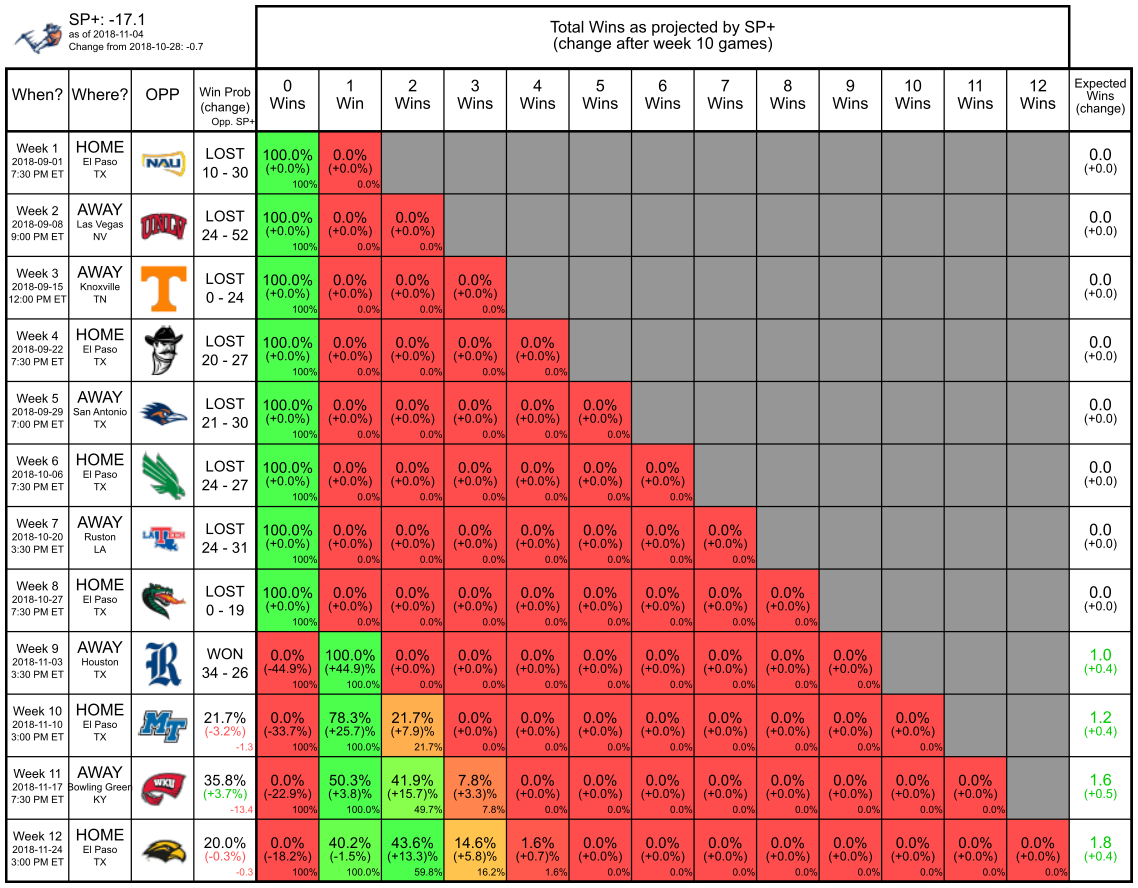 SP+: -17.1
as of 2018-11-04
Change from 2018-10-28: -0.7
Total Wins as projected by SP+
(change after week 10 games)
When? Where? OPP Win Prob (change) Opp. SP+ 0 Wins 1 Win 2 Wins 3 Wins 4 Wins 5 Wins 6 Wins 7 Wins 8 Wins 9 Wins 10 Wins 11 Wins 12 Wins Expected Wins (change)
Week 1 HOME
2018-09-01 El Paso NAU LOST 100.0% 0.0% 0.0
7:30 PM ET TX 10 - 30 (+0.0%) (+0.0%) (+0.0)
100% 0.0%
Week 2 AWAY
2018-09-08 Las Vegas UNLV LOST 100.0% 0.0% 0.0% 0.0
9:00 PM ET NV 24 - 52 (+0.0%) (+0.0%) (+0.0%) (+0.0)
100% 0.0% 0.0%
Week 3 AWAY
2018-09-15 Knoxville T LOST 100.0% 0.0% 0.0% 0.0% 0.0
12:00 PM ET TN 0 - 24 (+0.0%) (+0.0%) (+0.0%) (+0.0%) (+0.0)
100% 0.0% 0.0% 0.0%
Week 4 HOME
2018-09-22 El Paso LOST 100.0% 0.0% 0.0% 0.0% 0.0% 0.0
7:30 PM ET TX 20 - 27 (+0.0%) (+0.0%) (+0.0%) (+0.0%) (+0.0%) (+0.0)
100% 0.0% 0.0% 0.0% 0.0%
Week 5 AWAY
2018-09-29 San Antonio LOST 100.0% 0.0% 0.0% 0.0% 0.0% 0.0% 0.0
7:00 PM ET TX 21 - 30 (+0.0%) (+0.0%) (+0.0%) (+0.0%) (+0.0%) (+0.0%) (+0.0)
100% 0.0% 0.0% 0.0% 0.0% 0.0%
Week 6 HOME
2018-10-06 El Paso LOST 100.0% 0.0% 0.0% 0.0% 0.0% 0.0% 0.0% 0.0
7:30 PM ET TX 24 - 27 (+0.0%) (+0.0%) (+0.0%) (+0.0%) (+0.0%) (+0.0%) (+0.0%) (+0.0)
100% 0.0% 0.0% 0.0% 0.0% 0.0% 0.0%
Week 7 AWAY
2018-10-20 Ruston LA TECH LOST 100.0% 0.0% 0.0% 0.0% 0.0% 0.0% 0.0% 0.0% 0.0
3:30 PM ET LA 24 - 31 (+0.0%) (+0.0%) (+0.0%) (+0.0%) (+0.0%) (+0.0%) (+0.0%) (+0.0%) (+0.0)
100% 0.0% 0.0% 0.0% 0.0% 0.0% 0.0% 0.0%
Week 8 HOME
2018-10-27 El Paso LOST 100.0% 0.0% 0.0% 0.0% 0.0% 0.0% 0.0% 0.0% 0.0% 0.0
7:30 PM ET TX 0 - 19 (+0.0%) (+0.0%) (+0.0%) (+0.0%) (+0.0%) (+0.0%) (+0.0%) (+0.0%) (+0.0%) (+0.0)
100% 0.0% 0.0% 0.0% 0.0% 0.0% 0.0% 0.0% 0.0%
Week 9 AWAY
2018-11-03 Houston R WON 0.0% 100.0% 0.0% 0.0% 0.0% 0.0% 0.0% 0.0% 0.0% 0.0% 1.0
3:30 PM ET TX 34 - 26 (-44.9%) (+44.9)% (+0.0%) (+0.0%) (+0.0%) (+0.0%) (+0.0%) (+0.0%) (+0.0%) (+0.0%) (+0.4)
100% 100.0% 0.0% 0.0% 0.0% 0.0% 0.0% 0.0% 0.0% 0.0%
Week 10 HOME
2018-11-10 El Paso MT 21.7% 0.0% 78.3% 21.7% 0.0% 0.0% 0.0% 0.0% 0.0% 0.0% 0.0% 0.0% 1.2
3:00 PM ET TX (-3.2%) (-33.7%) (+25.7)% (+7.9)% (+0.0%) (+0.0%) (+0.0%) (+0.0%) (+0.0%) (+0.0%) (+0.0%) (+0.0%) (+0.4)
-1.3 100% 100.0% 21.7% 0.0% 0.0% 0.0% 0.0% 0.0% 0.0% 0.0% 0.0%
Week 11 AWAY
2018-11-17 Bowling Green WKU 35.8% 0.0% 50.3% 41.9% 7.8% 0.0% 0.0% 0.0% 0.0% 0.0% 0.0% 0.0% 0.0% 1.6
7:30 PM ET KY (+3.7%) (-22.9%) (+3.8)% (+15.7)% (+3.3)% (+0.0%) (+0.0%) (+0.0%) (+0.0%) (+0.0%) (+0.0%) (+0.0%) (+0.0%) (+0.5)
-13.4 100% 100.0% 49.7% 7.8% 0.0% 0.0% 0.0% 0.0% 0.0% 0.0% 0.0% 0.0%
Week 12 HOME
2018-11-24 El Paso 20.0% 0.0% 40.2% 43.6% 14.6% 1.6% 0.0% 0.0% 0.0% 0.0% 0.0% 0.0% 0.0% 0.0% 1.8
3:00 PM ET TX (-0.3%) (-18.2%) (-1.5%) (+13.3)% (+5.8)% (+0.7)% (+0.0%) (+0.0%) (+0.0%) (+0.0%) (+0.0%) (+0.0%) (+0.0%) (+0.0%) (+0.4)
-0.3 100% 100.0% 59.8% 16.2% 1.6% 0.0% 0.0% 0.0% 0.0% 0.0% 0.0% 0.0% 0.0%